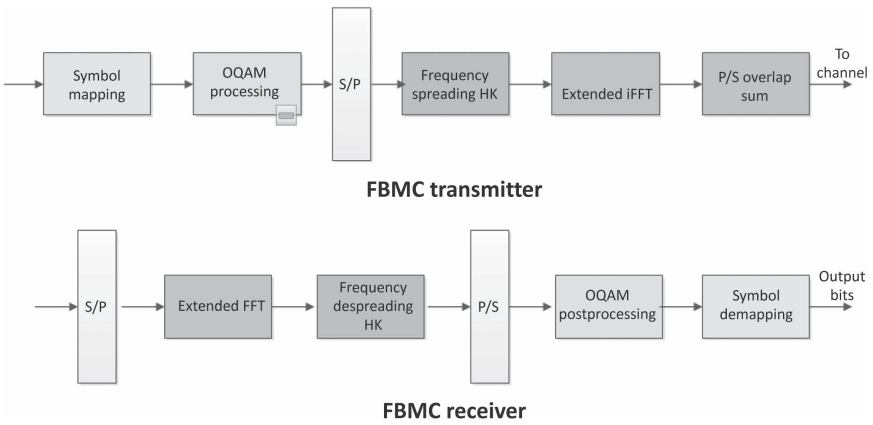 Symbol
mapping
OQAM
processing
S/P
Frequency
spreading HK
Extended iFFT
P/S overlap
sum
To
channel
FBMC transmitter
S/P
Extended FFT
Frequency
despreading
HK
P/S
OQAM
postprocessing
Symbol
demapping
Output
bits
FBMC receiver